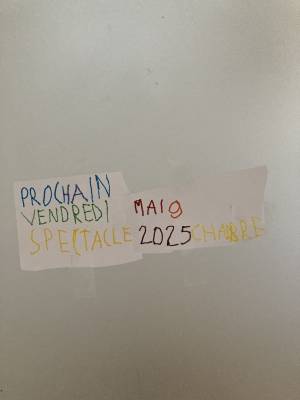 PROCHAIN
VENDREDI MAI 9
SPECTACLE 2025 CHAMBRE